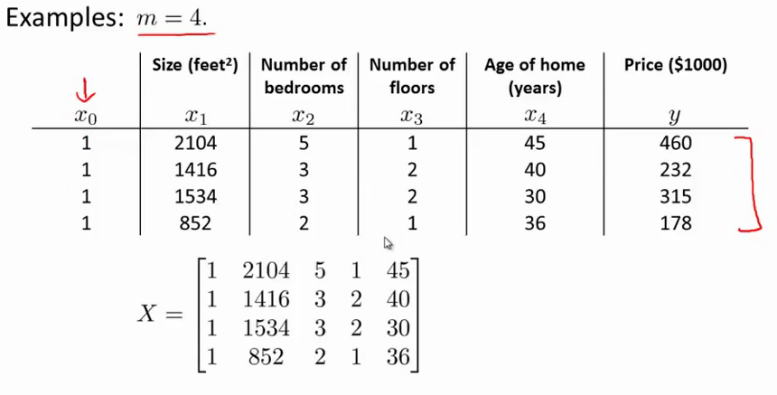 Examples: m = 4.
Size (feet²) Number of bedrooms Number of floors Age of home (years) Price ($1000)
x₀ x₁ x₂ x₃ x₄ y
1 2104 5 1 45 460
1 1416 3 2 40 232
1 1534 3 2 30 315
1 852 2 1 36 178
X =
1 2104 5 1 45
1 1416 3 2 40
1 1534 3 2 30
1 852 2 1 36